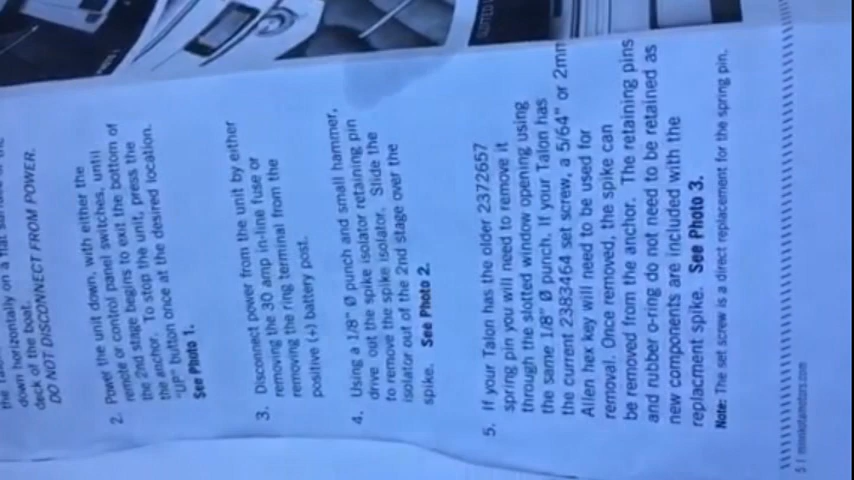 down horizontally on a flat surface or the
deck of the boat.
DO NOT DISCONNECT FROM POWER.
2. Power the unit down, with either the
remote or control panel switches, until
the 2nd stage begins to exit the bottom of
the anchor. To stop the unit, press the
"UP" button once at the desired location.
See Photo 1.
3. Disconnect power from the unit by either
removing the 30 amp in-line fuse or
removing the ring terminal from the
positive (+) battery post.
4. Using a 1/8" Ø punch and small hammer,
drive out the spike isolator retaining pin
to remove the spike isolator. Slide the
isolator out of the 2nd stage over the
spike. See Photo 2.
5. If your Talon has the older 2372657
spring pin you will need to remove it
through the slotted window opening using
the same 1/8" Ø punch. If your Talon has
the current 2383464 set screw, a 5/64" or 2mm
Allen hex key will need to be used for
removal. Once removed, the spike can
be removed from the anchor. The retaining pins
and rubber o-ring do not need to be retained as
new components are included with the
replacment spike. See Photo 3.
Note: The set screw is a direct replacement for the spring pin.
5 | minnkotamotors.com